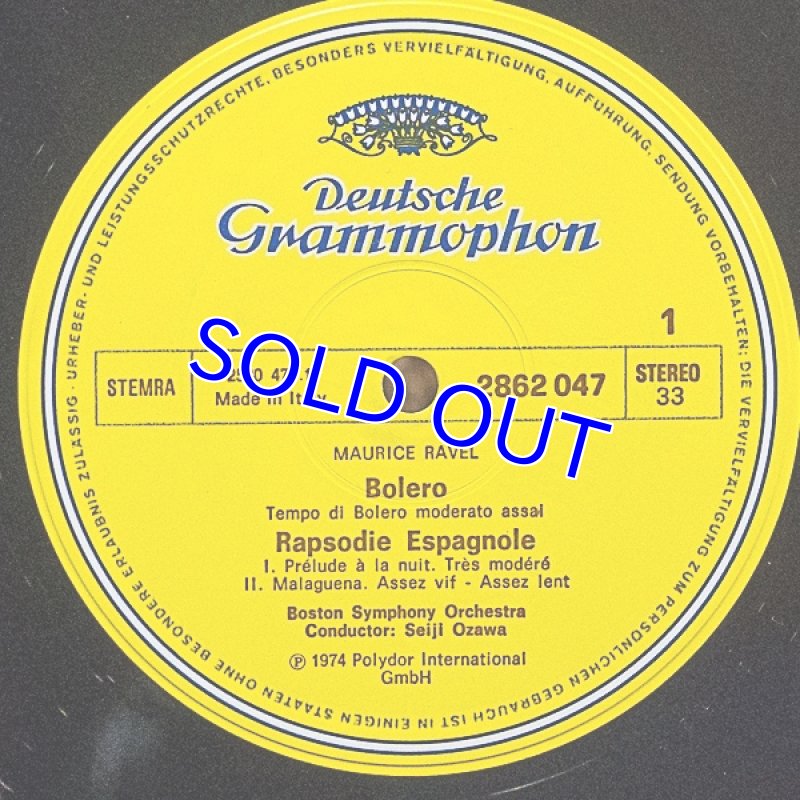 Deutsche
Grammophon
1
STEMRA
Made in Italy
2862 047
STEREO
33
SOLD OUT
MAURICE RAVEL
Bolero
Tempo di Bolero moderato assai
Rapsodie Espagnole
I. Prélude à la nuit. Très modéré
II. Malaguena. Assez vif - Assez lent
Boston Symphony Orchestra
Conductor: Seiji Ozawa
℗ 1974 Polydor International
GmbH
URHEBER- UND LEISTUNGSSCHUTZRECHTE, BESONDERS VERVIELFÄLTIGUNG, AUFFÜHRUNG, SENDUNG VORBEHALTEN; DIE VERVIELFÄLTIGUNG ZUM PERSÖNLICHEN GEBRAUCH IST IN EINIGEN STAATEN OHNE BESONDERE ERLAUBNIS ZULÄSSIG ·